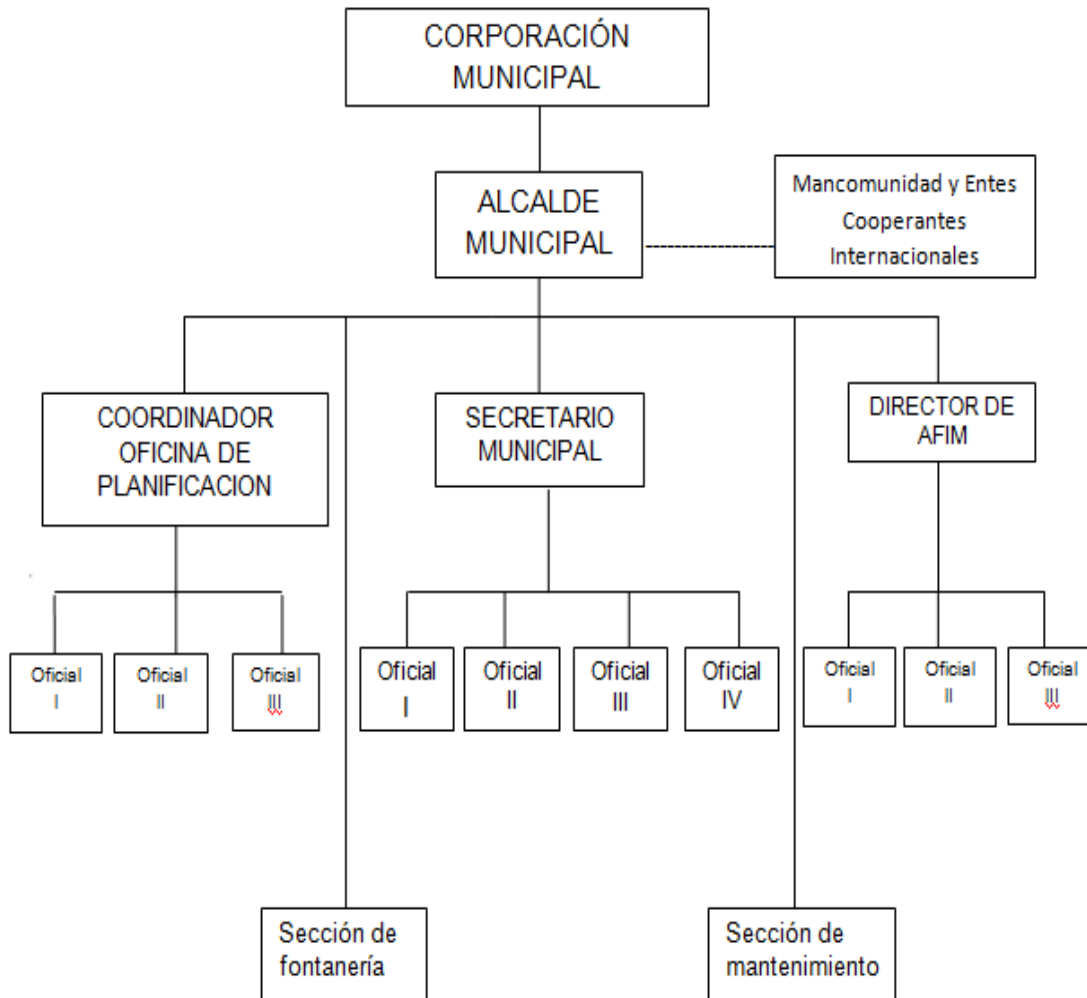 CORPORACIÓN
MUNICIPAL
ALCALDE
MUNICIPAL
Mancomunidad y Entes
Cooperantes
Internacionales
COORDINADOR
OFICINA DE
PLANIFICACION
SECRETARIO
MUNICIPAL
DIRECTOR DE
AFIM
Oficial
I
Oficial
II
Oficial
III
Oficial
I
Oficial
II
Oficial
III
Oficial
IV
Oficial
I
Oficial
II
Oficial
III
Sección de
fontanería
Sección de
mantenimiento